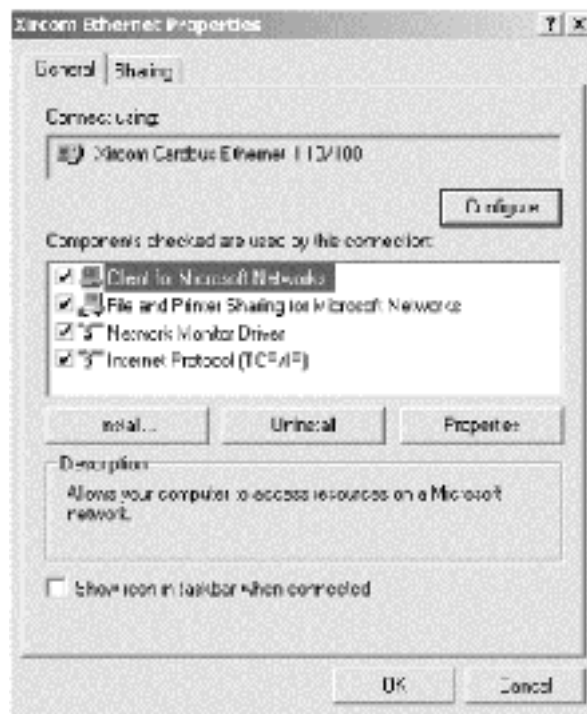 Xircom Ethernet Properties
General
Sharing
Connect using:
Xircom Cardbus Ethernet 10/100
Configure
Components checked are used by this connection:
Client for Microsoft Networks
File and Printer Sharing for Microsoft Networks
Network Monitor Driver
Internet Protocol (TCP/IP)
Install...
Uninstall
Properties
Description
Allows your computer to access resources on a Microsoft
network.
Show icon in taskbar when connected
OK
Cancel